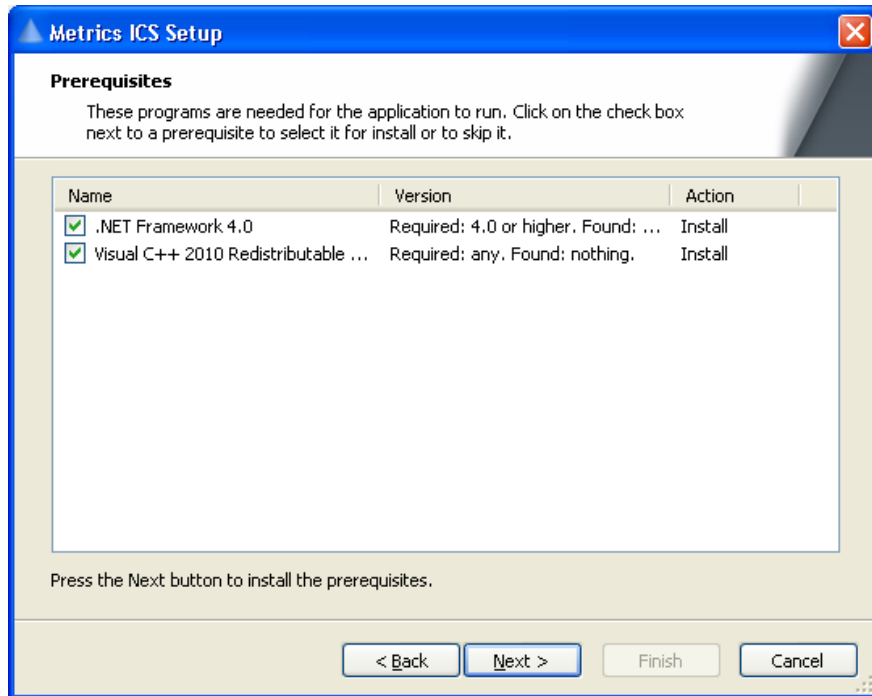 Metrics ICS Setup
Prerequisites
These programs are needed for the application to run. Click on the check box
next to a prerequisite to select it for install or to skip it.
Name Version Action
.NET Framework 4.0 Required: 4.0 or higher. Found: ... Install
Visual C++ 2010 Redistributable ... Required: any. Found: nothing. Install
Press the Next button to install the prerequisites.
< Back Next > Finish Cancel